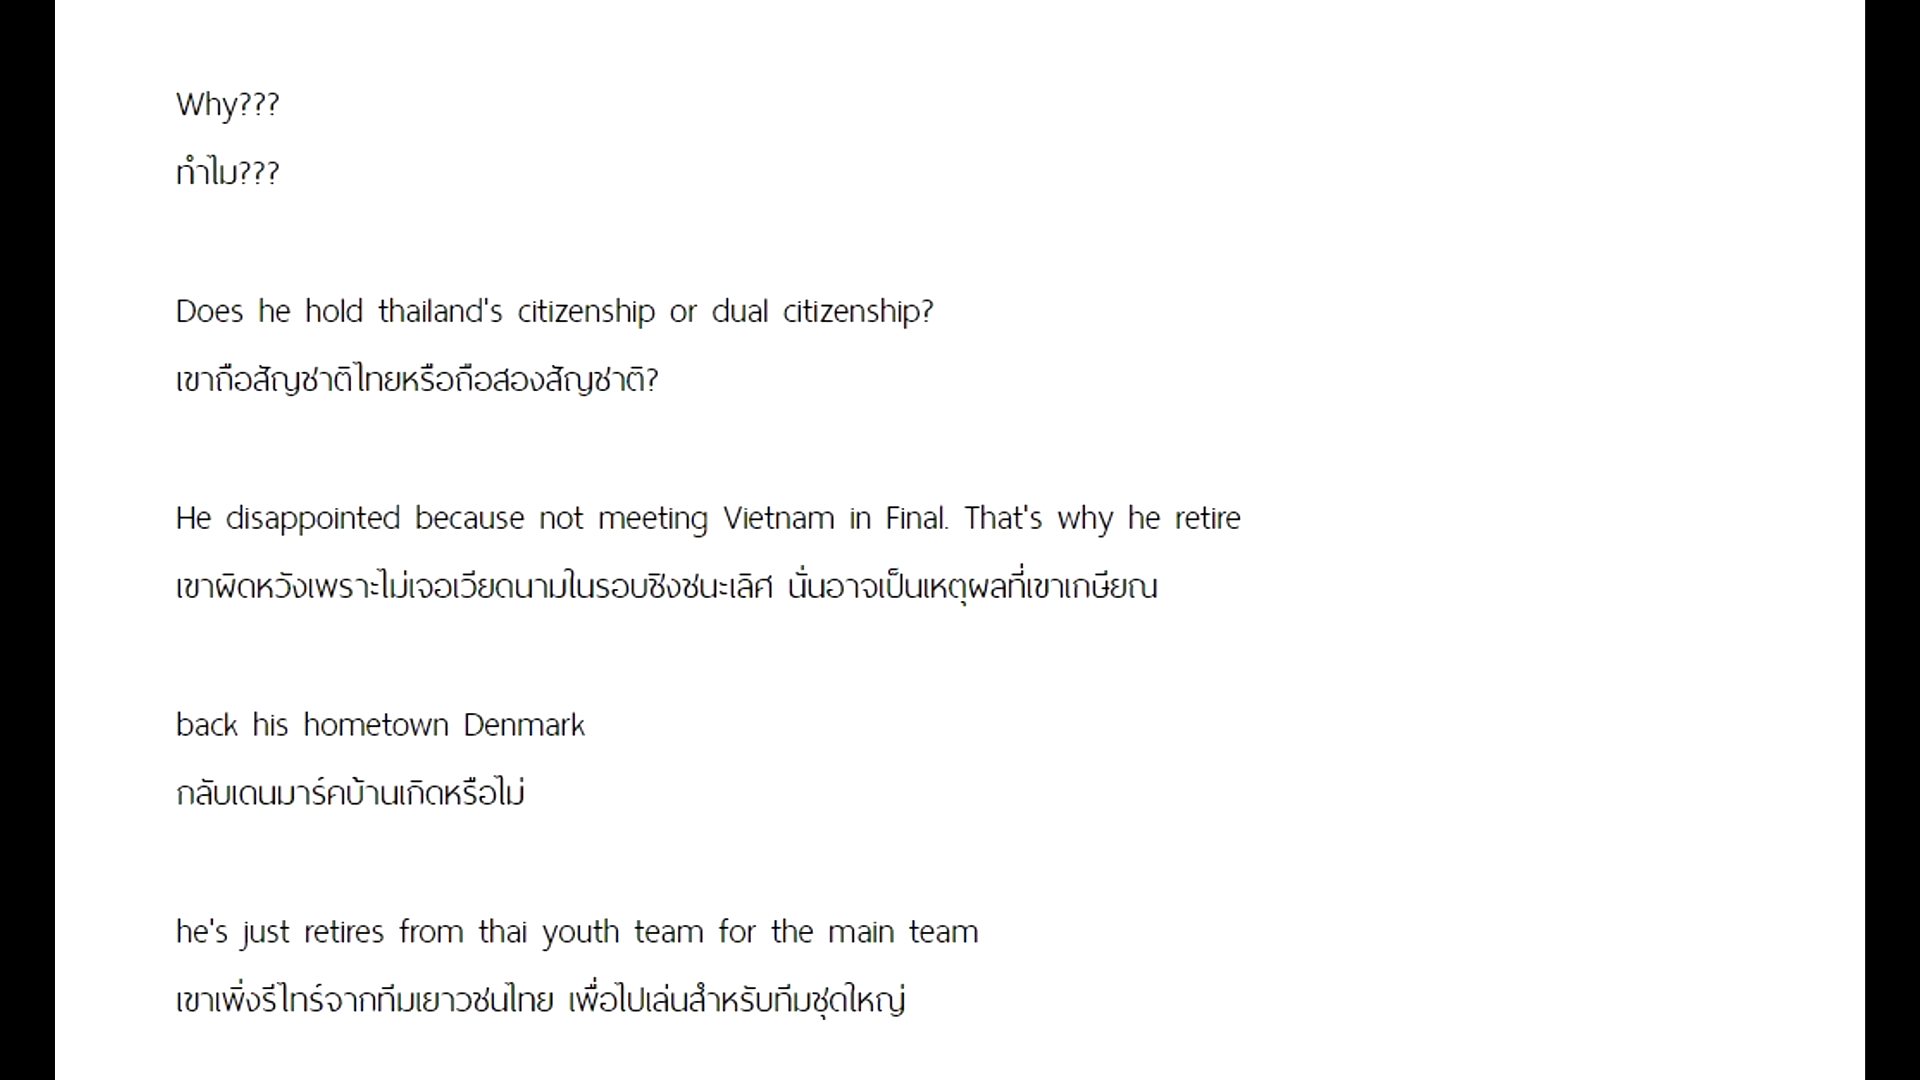 Why???
ทำไม???
Does he hold thailand's citizenship or dual citizenship?
เขาถือสัญชาติไทยหรือถือสองสัญชาติ?
He disappointed because not meeting Vietnam in Final. That's why he retire
เขาผิดหวังเพราะไม่เจอเวียดนามในรอบชิงชนะเลิศ นั่นอาจเป็นเหตุผลที่เขาเกษียณ
back his hometown Denmark
กลับเดนมาร์คบ้านเกิดหรือไม่
he's just retires from thai youth team for the main team
เขาเพิ่งรีไทร์จากทีมเยาวชนไทย เพื่อไปเล่นสำหรับทีมชุดใหญ่